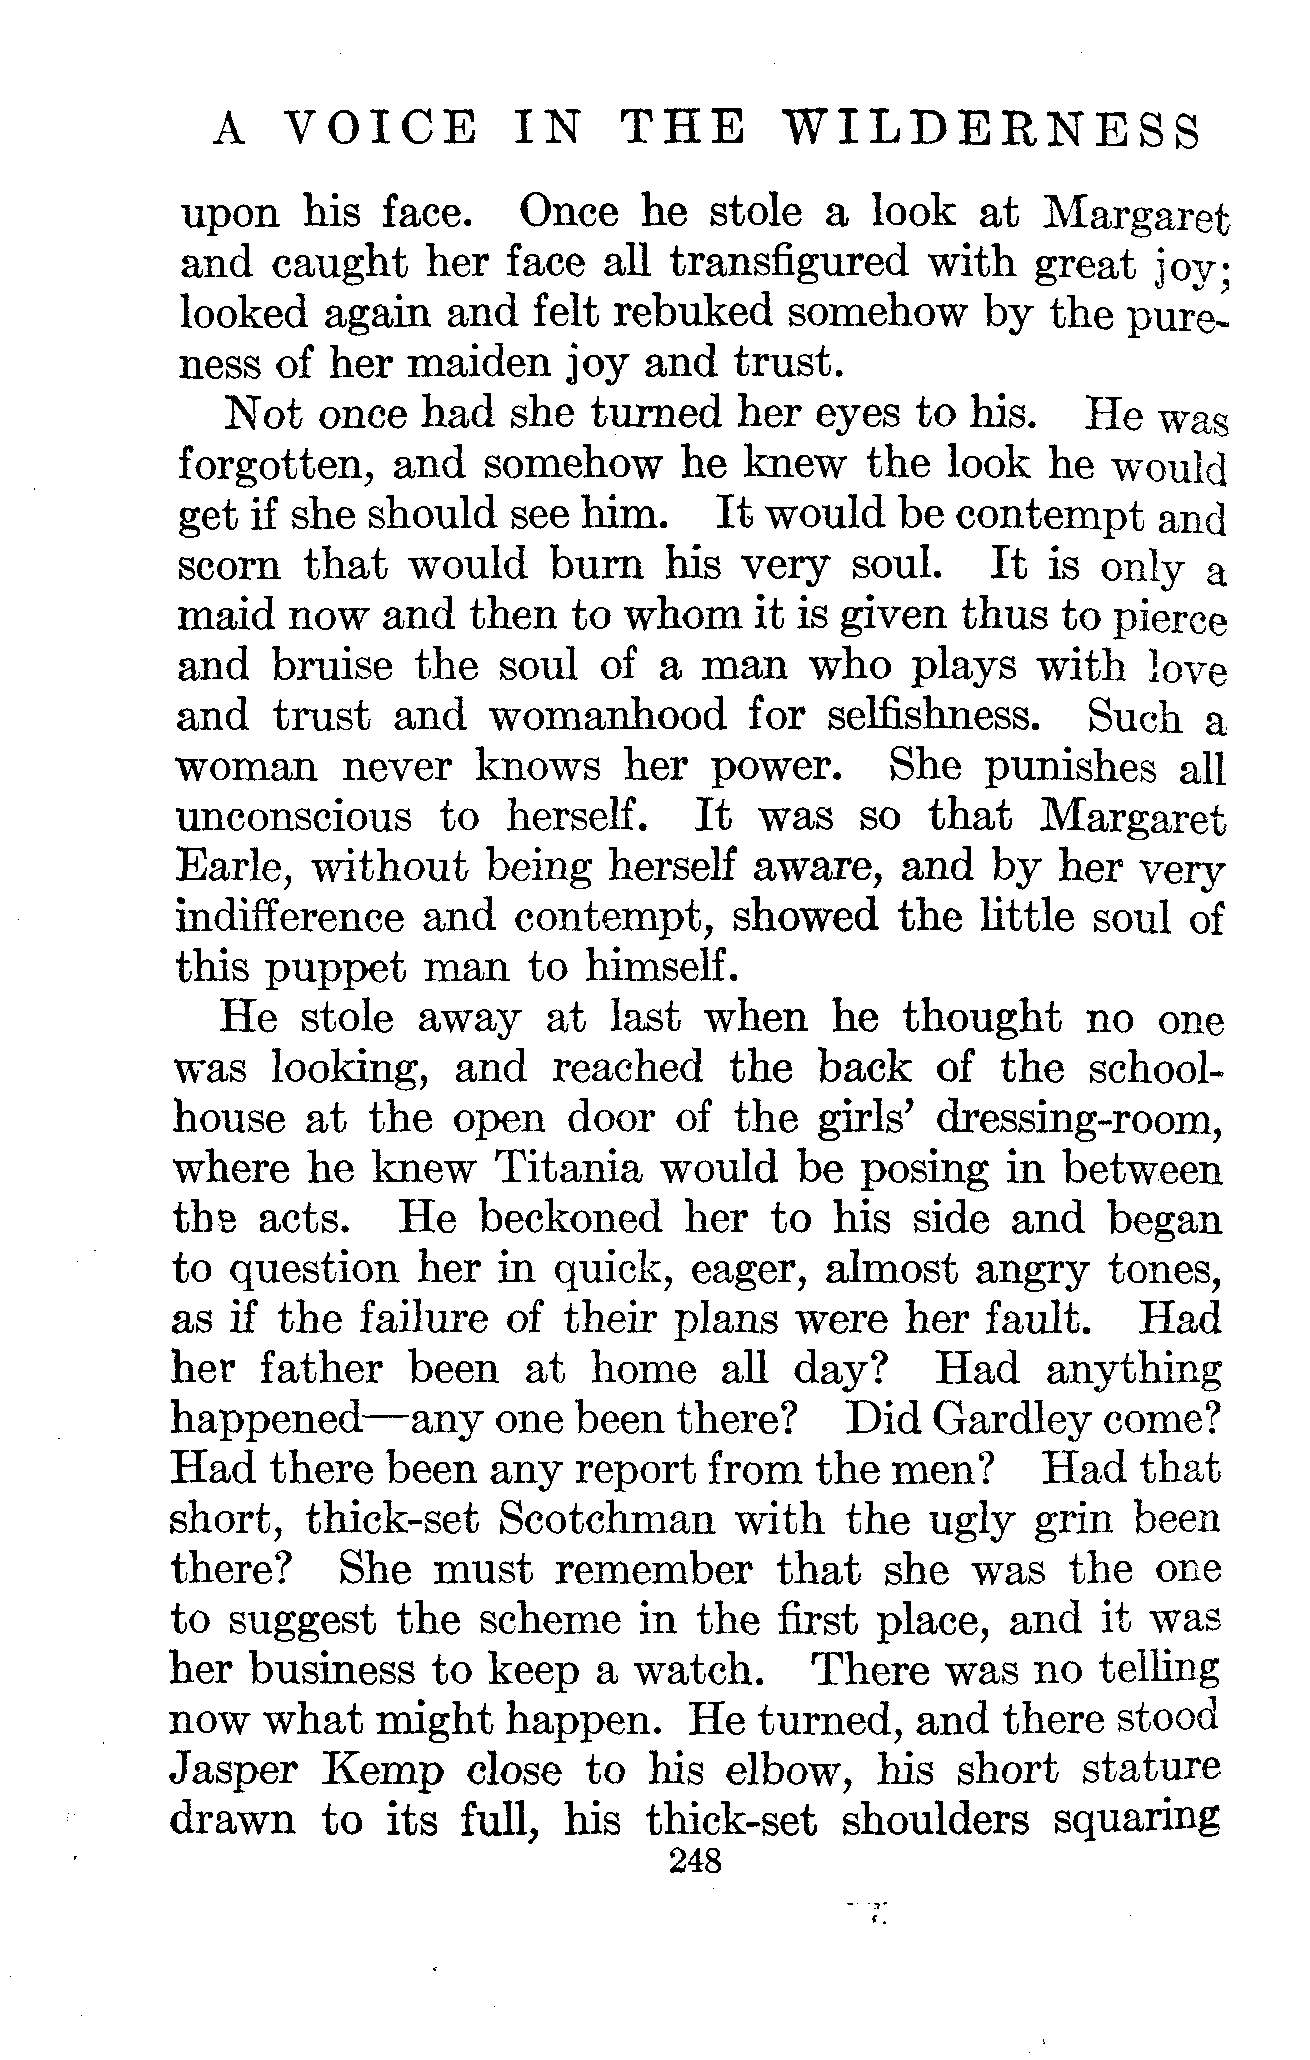 A VOICE IN THE WILDERNESS
upon his face. Once he stole a look at Margaret
and caught her face all transfigured with great joy;
looked again and felt rebuked somehow by the pure-
ness of her maiden joy and trust.
Not once had she turned her eyes to his. He was
forgotten, and somehow he knew the look he would
get if she should see him. It would be contempt and
scorn that would burn his very soul. It is only a
maid now and then to whom it is given thus to pierce
and bruise the soul of a man who plays with love
and trust and womanhood for selfishness. Such a
woman never knows her power. She punishes all
unconscious to herself. It was so that Margaret
Earle, without being herself aware, and by her very
indifference and contempt, showed the little soul of
this puppet man to himself.
He stole away at last when he thought no one
was looking, and reached the back of the school-
house at the open door of the girls' dressing-room,
where he knew Titania would be posing in between
the acts. He beckoned her to his side and began
to question her in quick, eager, almost angry tones,
as if the failure of their plans were her fault. Had
her father been at home all day? Had anything
happened—any one been there? Did Gardley come?
Had there been any report from the men? Had that
short, thick-set Scotchman with the ugly grin been
there? She must remember that she was the one
to suggest the scheme in the first place, and it was
her business to keep a watch. There was no telling
now what might happen. He turned, and there stood
Jasper Kemp close to his elbow, his short stature
drawn to its full, his thick-set shoulders squaring
248